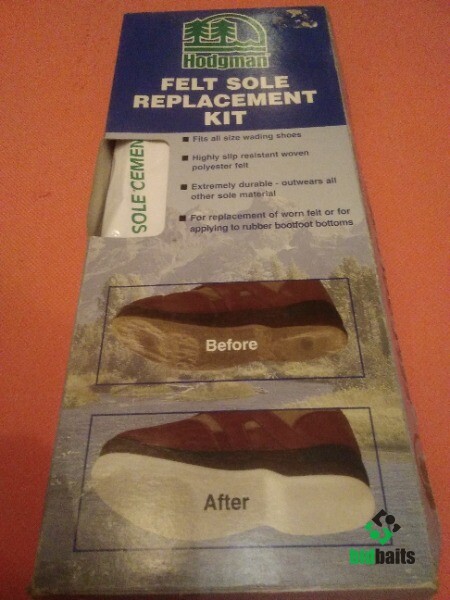 Hodgman
FELT SOLE
REPLACEMENT
KIT
SOLE CEMEN
Fits all size wading shoes
Highly slip resistant woven
polyester felt
Extremely durable - outwears all
other sole material
For replacement of worn felt or for
applying to rubber bootfoot bottoms
Before
After
baits